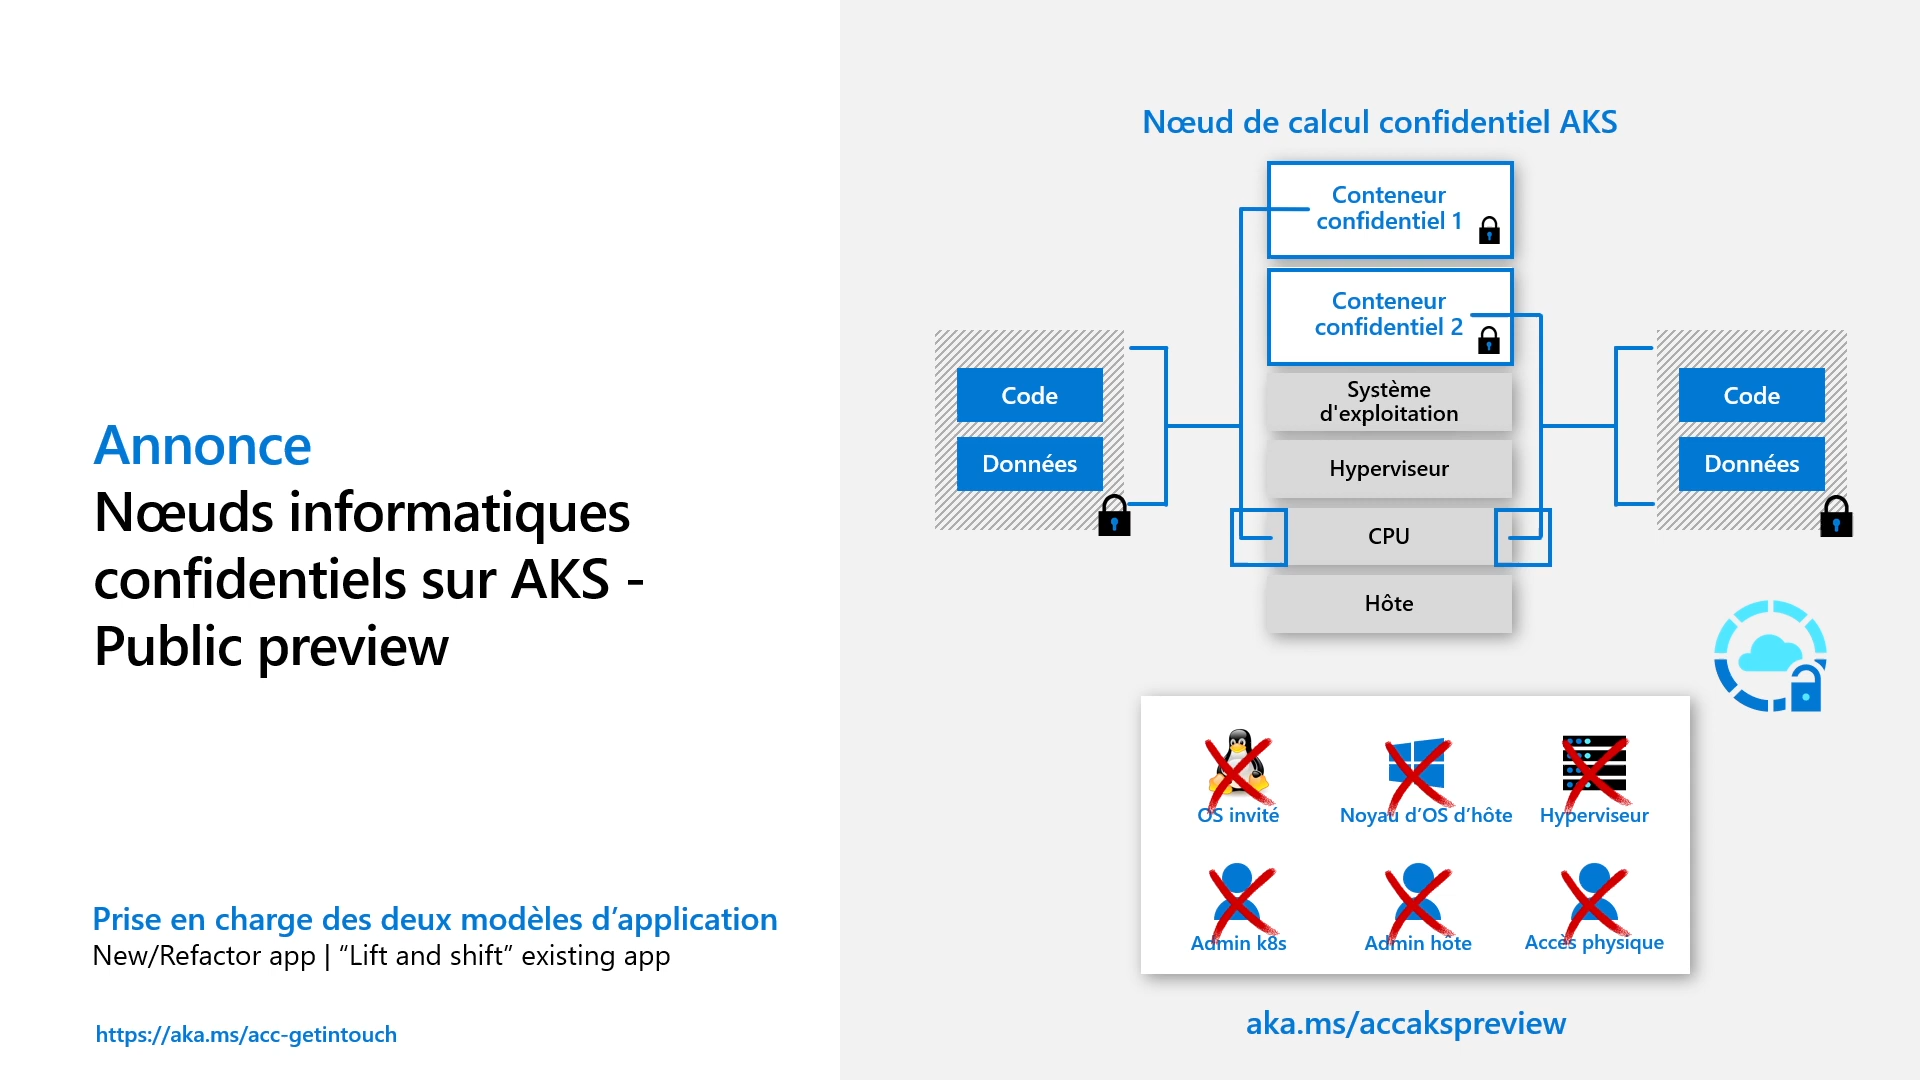 Annonce
Nœuds informatiques
confidentiels sur AKS -
Public preview
Prise en charge des deux modèles d’application
New/Refactor app | “Lift and shift” existing app
https://aka.ms/acc-getintouch
Nœud de calcul confidentiel AKS
Conteneur
confidentiel 1
Conteneur
confidentiel 2
Système
d'exploitation
Hyperviseur
CPU
Hôte
Code
Données
Code
Données
OS invité
Noyau d’OS d’hôte
Hyperviseur
Admin k8s
Admin hôte
Accès physique
aka.ms/accakspreview